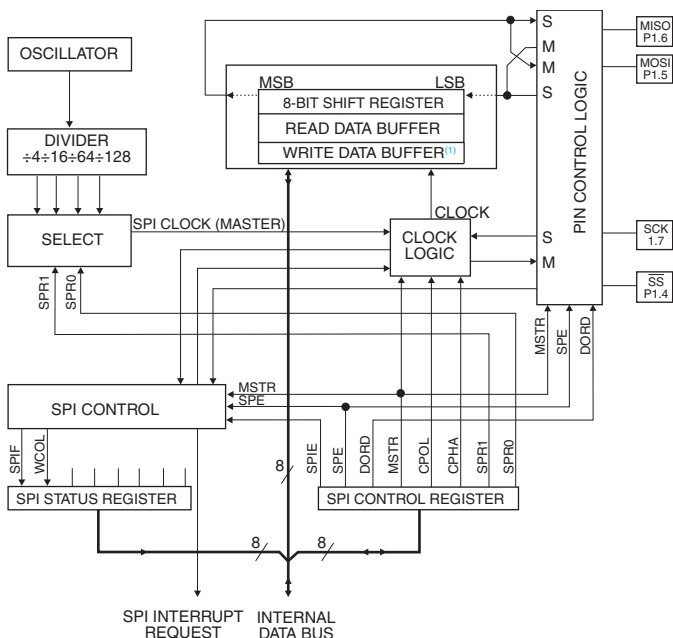 OSCILLATOR
DIVIDER
÷4÷16÷64÷128
SELECT
SPI CLOCK (MASTER)
SPR1
SPR0
MSB
LSB
8-BIT SHIFT REGISTER
READ DATA BUFFER
WRITE DATA BUFFER(1)
CLOCK
CLOCK
LOGIC
S
M
M
S
S
M
PIN CONTROL LOGIC
MISO
P1.6
MOSI
P1.5
SCK
1.7
SS
P1.4
MSTR
SPE
DORD
SPI CONTROL
MSTR
SPE
SPIF
WCOL
SPI STATUS REGISTER
8
SPIE
SPE
DORD
MSTR
CPOL
CPHA
SPR1
SPR0
SPI CONTROL REGISTER
8
8
SPI INTERRUPT
REQUEST
INTERNAL
DATA BUS